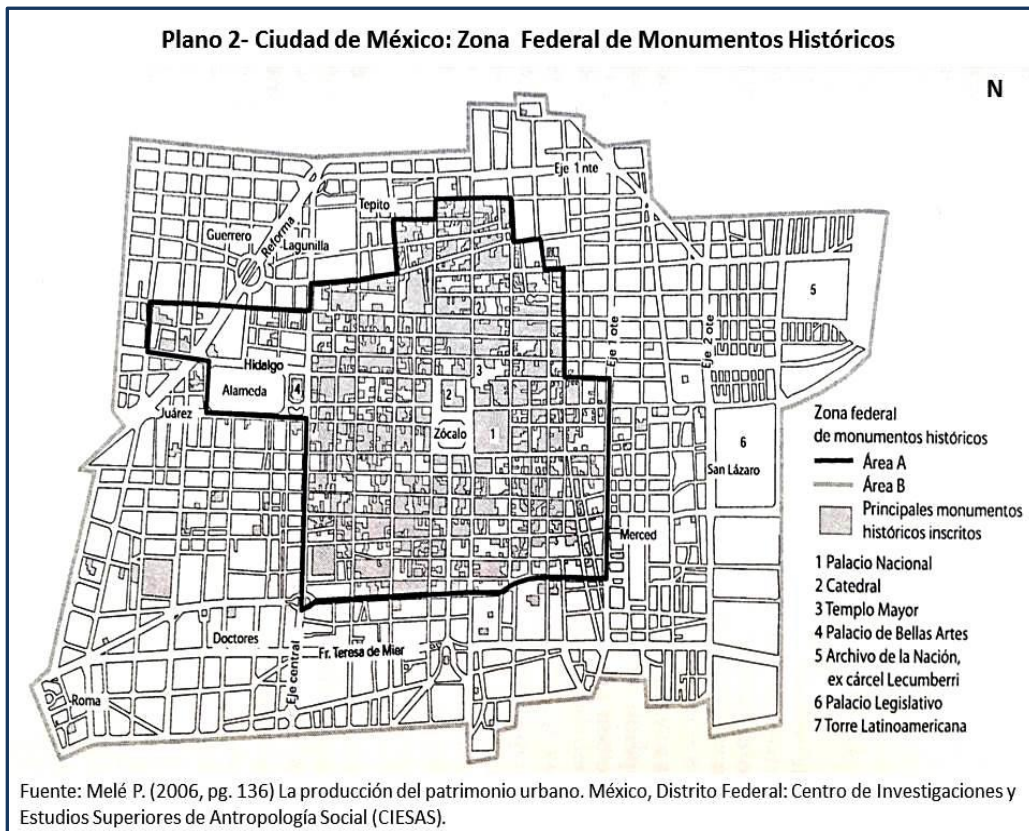 Plano 2- Ciudad de México: Zona Federal de Monumentos Históricos
N
Eje 1 nte
Tepito
Guerrero
Reforma
Lagunilla
5
Eje 1 ote
Eje 2 ote
3
Hidalgo
Alameda
4
2
Juárez
7
Zócalo
1
6
San Lázaro
Merced
Doctores
Eje central
Fr. Teresa de Mier
Roma
Zona federal
de monumentos históricos
Área A
Área B
Principales monumentos
históricos inscritos
1 Palacio Nacional
2 Catedral
3 Templo Mayor
4 Palacio de Bellas Artes
5 Archivo de la Nación,
ex cárcel Lecumberri
6 Palacio Legislativo
7 Torre Latinoamericana
Fuente: Melé P. (2006, pg. 136) La producción del patrimonio urbano. México, Distrito Federal: Centro de Investigaciones y
Estudios Superiores de Antropología Social (CIESAS).